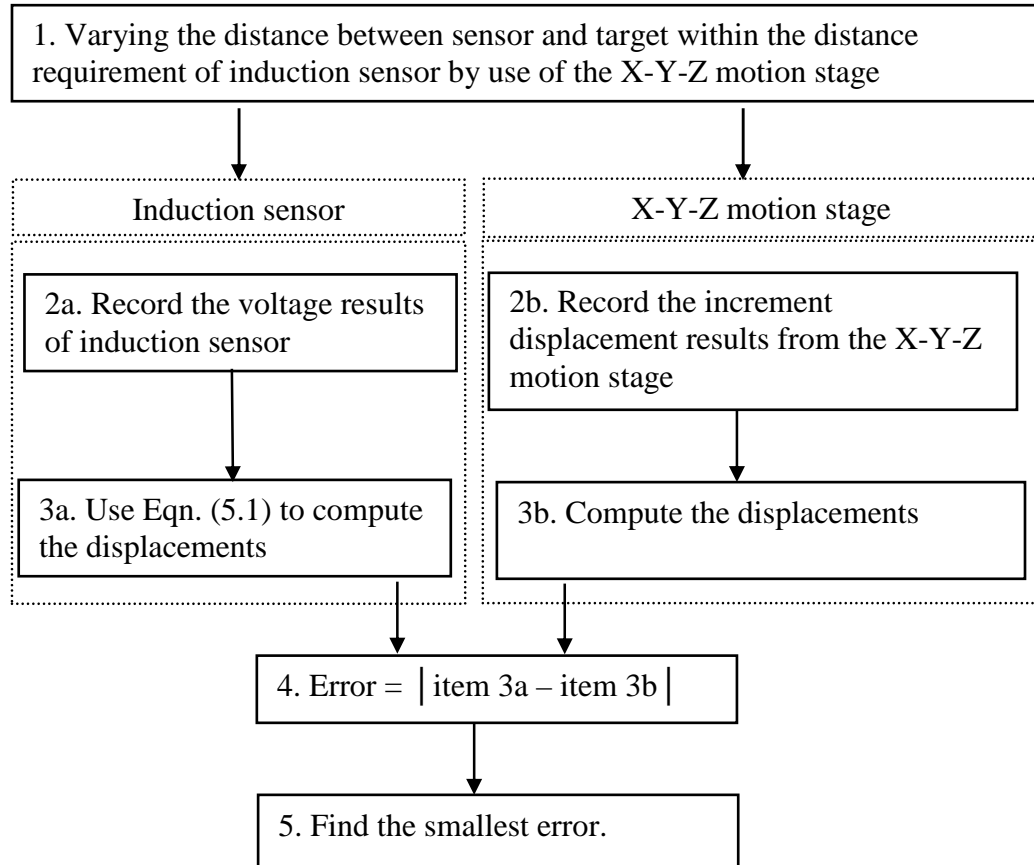 1. Varying the distance between sensor and target within the distance
requirement of induction sensor by use of the X-Y-Z motion stage
Induction sensor
X-Y-Z motion stage
2a. Record the voltage results
of induction sensor
2b. Record the increment
displacement results from the X-Y-Z
motion stage
3a. Use Eqn. (5.1) to compute
the displacements
3b. Compute the displacements
4. Error = | item 3a – item 3b |
5. Find the smallest error.